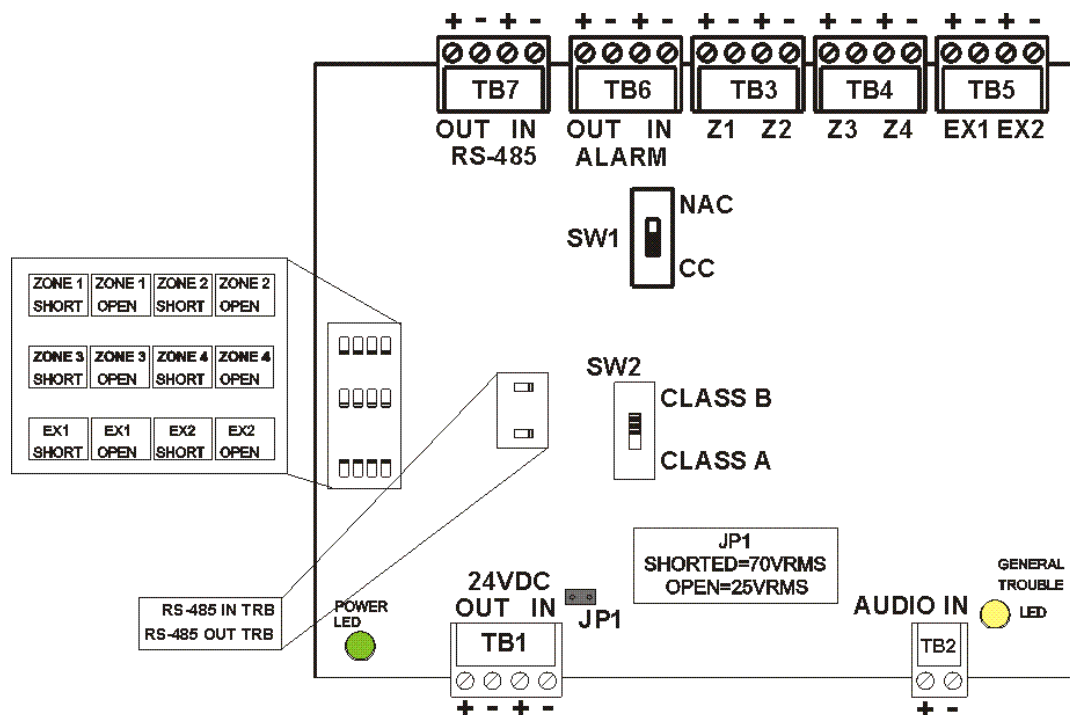 + - + - + - + - + - + - + - + - + - + -
TB7 TB6 TB3 TB4 TB5
OUT IN OUT IN Z1 Z2 Z3 Z4 EX1 EX2
RS-485 ALARM
NAC
SW1
CC
ZONE 1 ZONE 1 ZONE 2 ZONE 2
SHORT OPEN SHORT OPEN
ZONE 3 ZONE 3 ZONE 4 ZONE 4
SHORT OPEN SHORT OPEN
EX1 EX1 EX2 EX2
SHORT OPEN SHORT OPEN
SW2
CLASS B
CLASS A
JP1
SHORTED=70VRMS
OPEN=25VRMS
RS-485 IN TRB
RS-485 OUT TRB
POWER
LED
24VDC
OUT IN
JP1
TB1
+ - + -
AUDIO IN
TB2
+ -
GENERAL
TROUBLE
LED